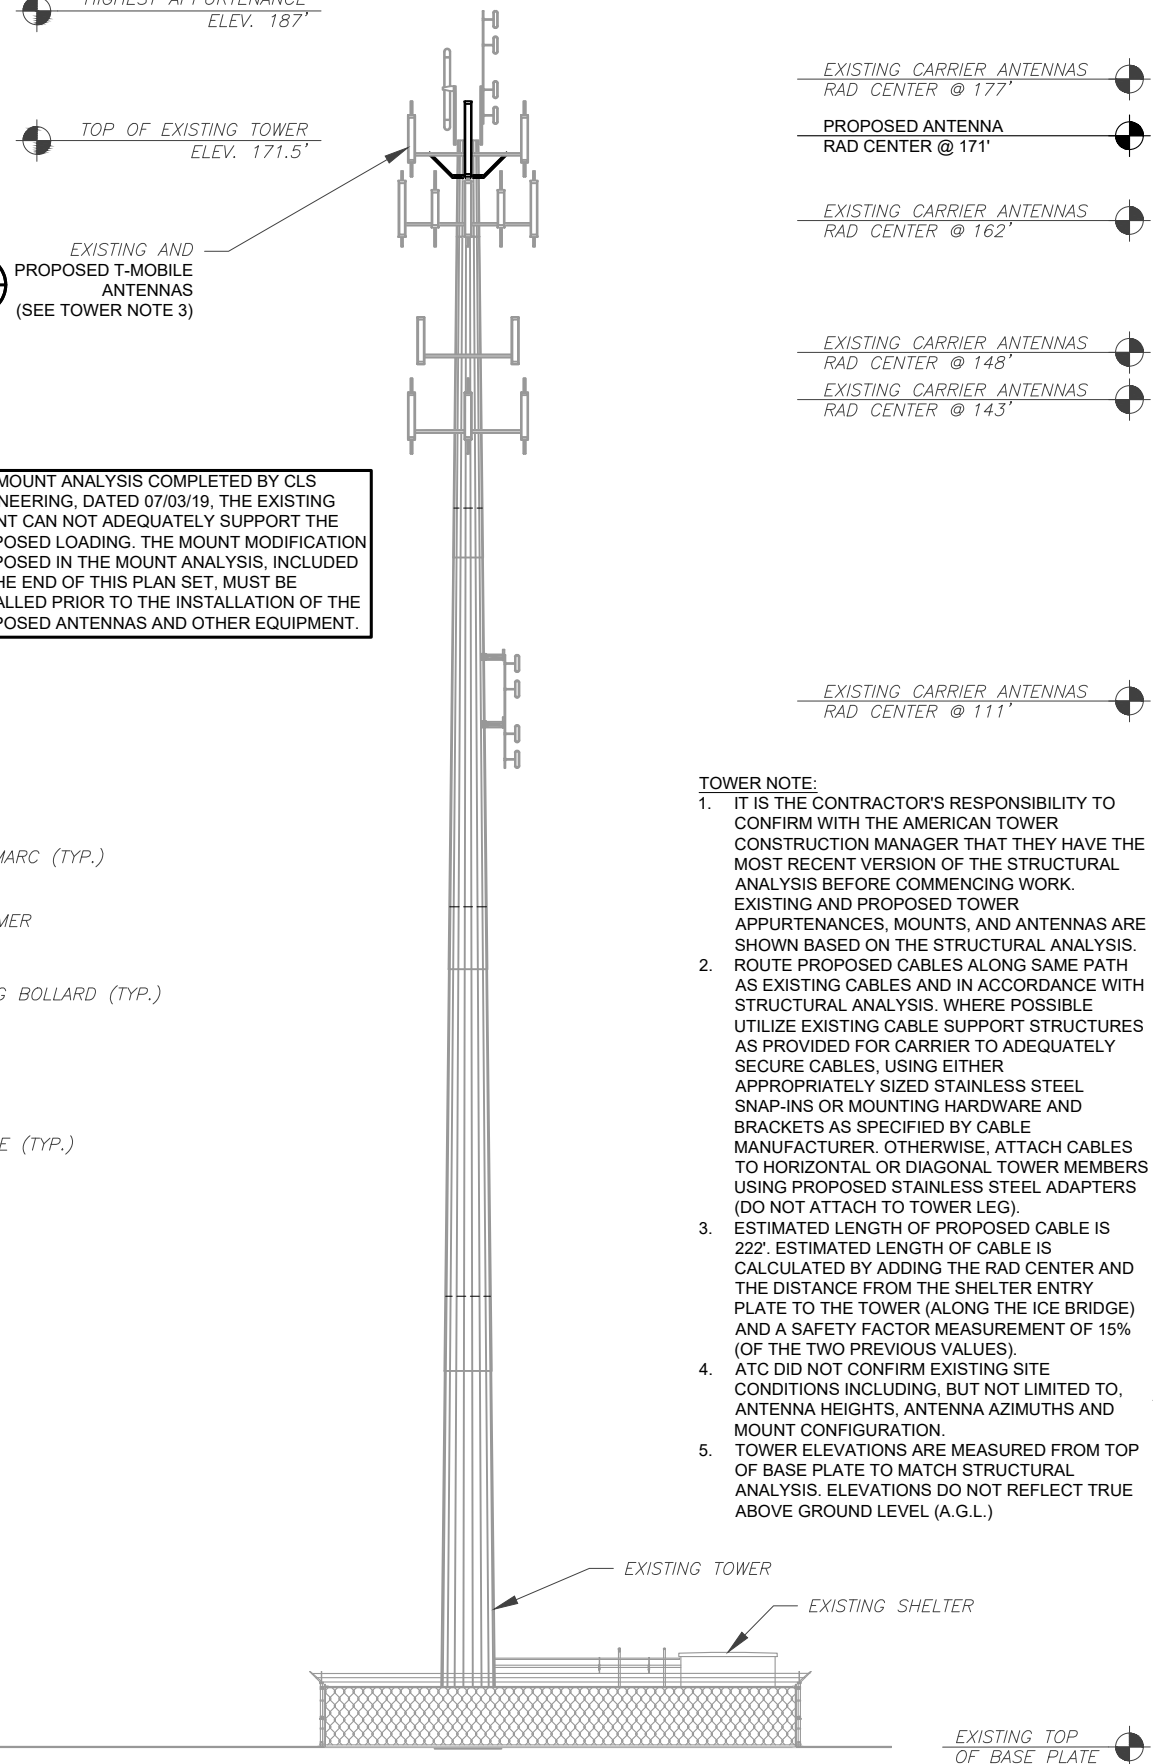 HIGHEST APPURTENANCE
ELEV. 187'
TOP OF EXISTING TOWER
ELEV. 171.5'
EXISTING AND
PROPOSED T-MOBILE
ANTENNAS
(SEE TOWER NOTE 3)
MOUNT ANALYSIS COMPLETED BY CLS
NEERING, DATED 07/03/19, THE EXISTING
NT CAN NOT ADEQUATELY SUPPORT THE
POSED LOADING. THE MOUNT MODIFICATION
POSED IN THE MOUNT ANALYSIS, INCLUDED
HE END OF THIS PLAN SET, MUST BE
ALLED PRIOR TO THE INSTALLATION OF THE
POSED ANTENNAS AND OTHER EQUIPMENT.
MARC (TYP.)
MER
G BOLLARD (TYP.)
E (TYP.)
EXISTING CARRIER ANTENNAS
RAD CENTER @ 177'
PROPOSED ANTENNA
RAD CENTER @ 171'
EXISTING CARRIER ANTENNAS
RAD CENTER @ 162'
EXISTING CARRIER ANTENNAS
RAD CENTER @ 148'
EXISTING CARRIER ANTENNAS
RAD CENTER @ 143'
EXISTING CARRIER ANTENNAS
RAD CENTER @ 111'
TOWER NOTE:
1. IT IS THE CONTRACTOR'S RESPONSIBILITY TO
CONFIRM WITH THE AMERICAN TOWER
CONSTRUCTION MANAGER THAT THEY HAVE THE
MOST RECENT VERSION OF THE STRUCTURAL
ANALYSIS BEFORE COMMENCING WORK.
EXISTING AND PROPOSED TOWER
APPURTENANCES, MOUNTS, AND ANTENNAS ARE
SHOWN BASED ON THE STRUCTURAL ANALYSIS.
2. ROUTE PROPOSED CABLES ALONG SAME PATH
AS EXISTING CABLES AND IN ACCORDANCE WITH
STRUCTURAL ANALYSIS. WHERE POSSIBLE
UTILIZE EXISTING CABLE SUPPORT STRUCTURES
AS PROVIDED FOR CARRIER TO ADEQUATELY
SECURE CABLES, USING EITHER
APPROPRIATELY SIZED STAINLESS STEEL
SNAP-INS OR MOUNTING HARDWARE AND
BRACKETS AS SPECIFIED BY CABLE
MANUFACTURER. OTHERWISE, ATTACH CABLES
TO HORIZONTAL OR DIAGONAL TOWER MEMBERS
USING PROPOSED STAINLESS STEEL ADAPTERS
(DO NOT ATTACH TO TOWER LEG).
3. ESTIMATED LENGTH OF PROPOSED CABLE IS
222'. ESTIMATED LENGTH OF CABLE IS
CALCULATED BY ADDING THE RAD CENTER AND
THE DISTANCE FROM THE SHELTER ENTRY
PLATE TO THE TOWER (ALONG THE ICE BRIDGE)
AND A SAFETY FACTOR MEASUREMENT OF 15%
(OF THE TWO PREVIOUS VALUES).
4. ATC DID NOT CONFIRM EXISTING SITE
CONDITIONS INCLUDING, BUT NOT LIMITED TO,
ANTENNA HEIGHTS, ANTENNA AZIMUTHS AND
MOUNT CONFIGURATION.
5. TOWER ELEVATIONS ARE MEASURED FROM TOP
OF BASE PLATE TO MATCH STRUCTURAL
ANALYSIS. ELEVATIONS DO NOT REFLECT TRUE
ABOVE GROUND LEVEL (A.G.L.)
EXISTING TOWER
EXISTING SHELTER
EXISTING TOP
OF BASE PLATE